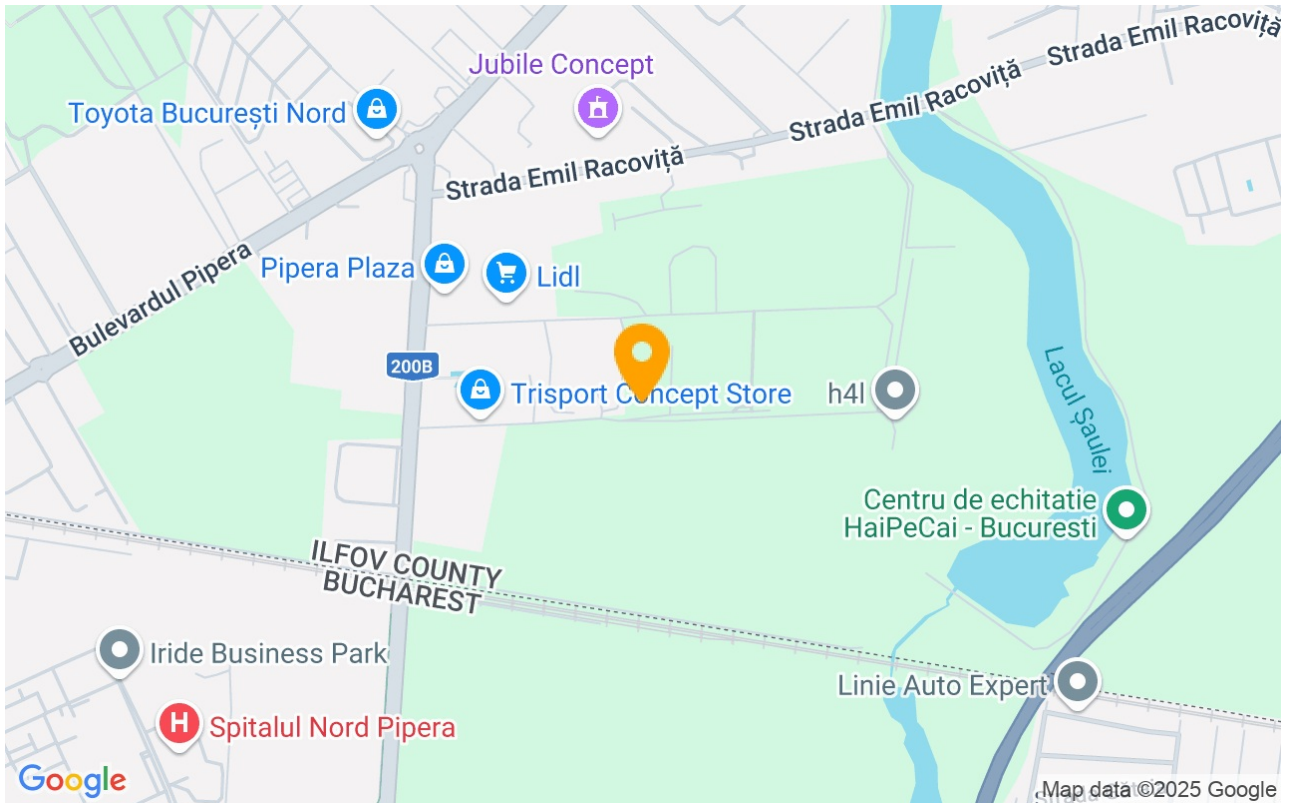 Strada Emil Racoviță
Jubile Concept
Strada Emil Racoviță
Toyota București Nord
Strada Emil Racoviță
Bulevardul Pipera
Pipera Plaza
Lidl
200B
Trisport Concept Store
h4l
Lacul Șaulei
Centru de echitatie
HaiPeCai - Bucuresti
ILFOV COUNTY
BUCHAREST
Iride Business Park
Linie Auto Expert
H
Spitalul Nord Pipera
Google
Map data ©2025 Google